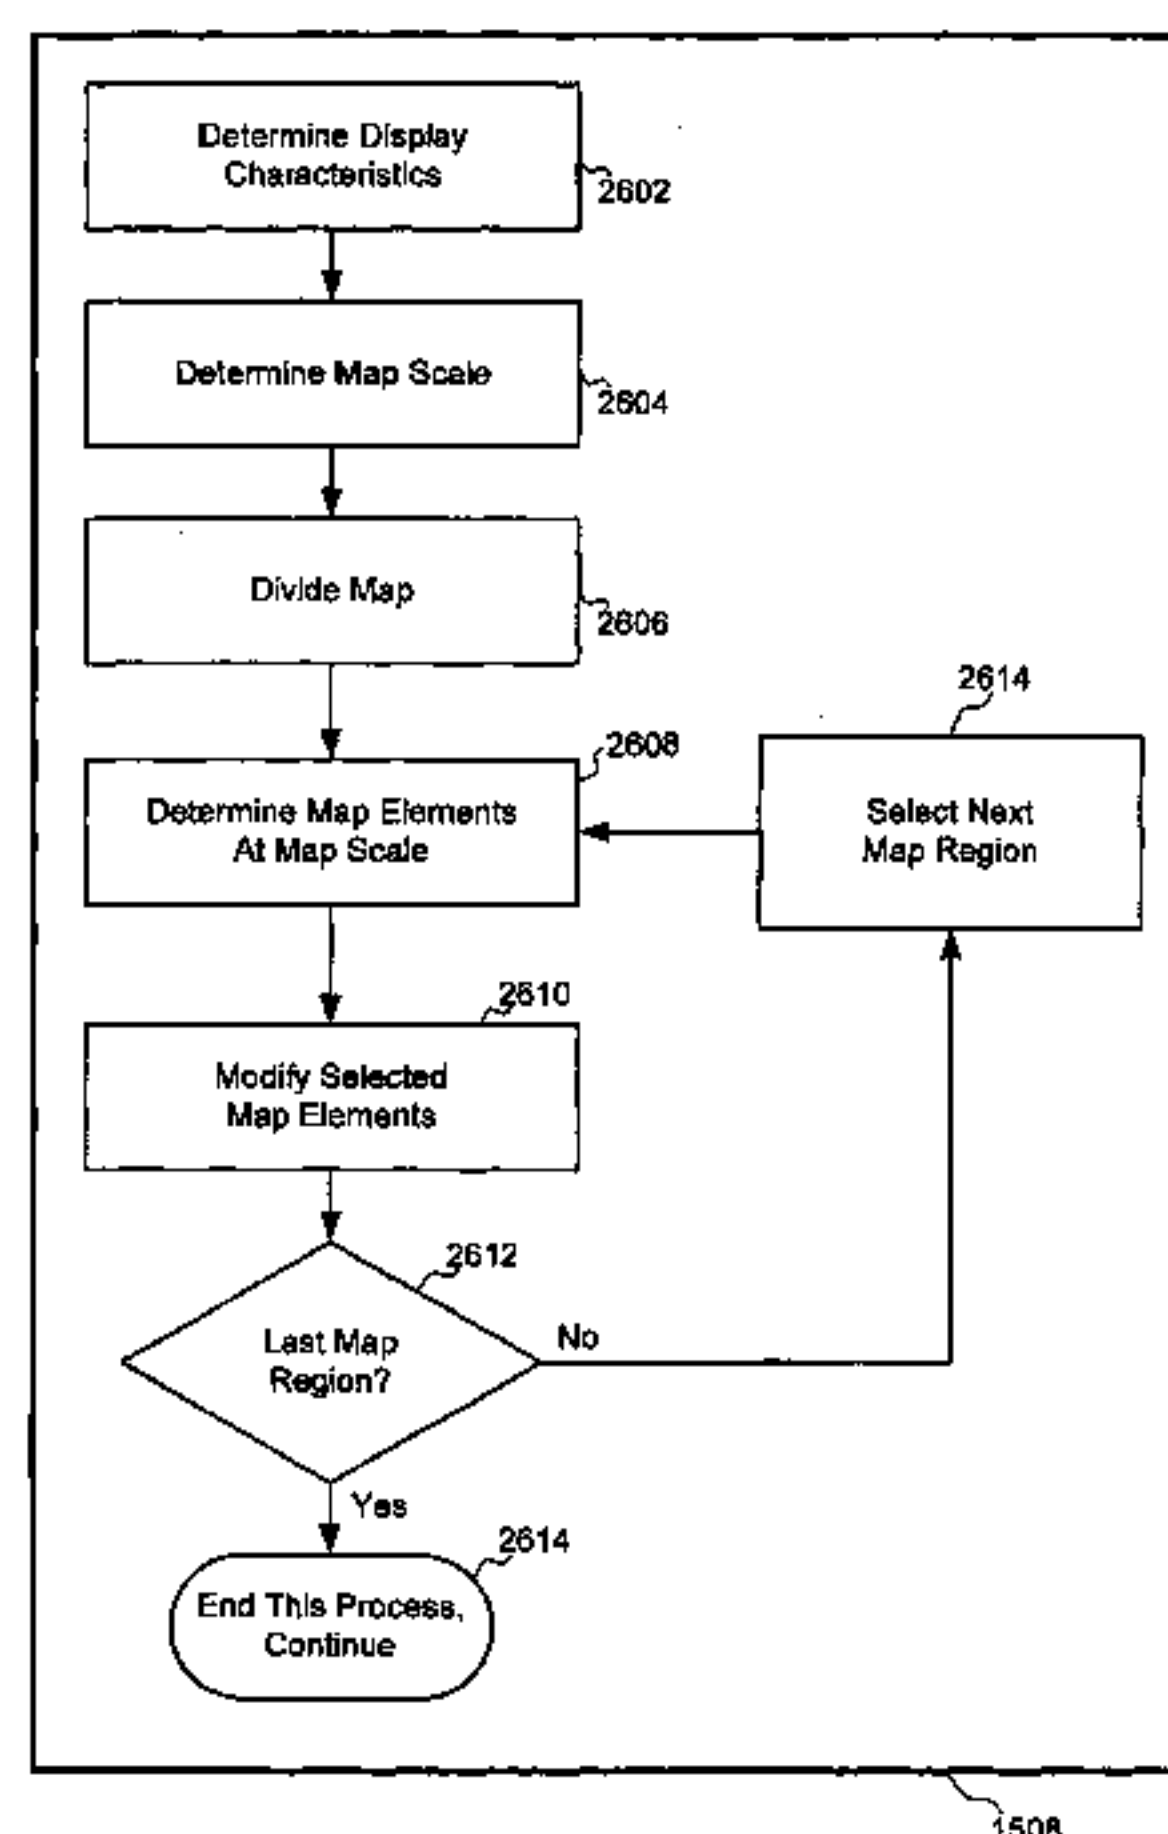 Determine Display
Characteristics
2602
Determine Map Scale
2604
Divide Map
2606
2614
2608
Determine Map Elements
At Map Scale
Select Next
Map Region
2610
Modify Selected
Map Elements
2612
Last Map
Region?
No
Yes
2614
End This Process,
Continue
1508